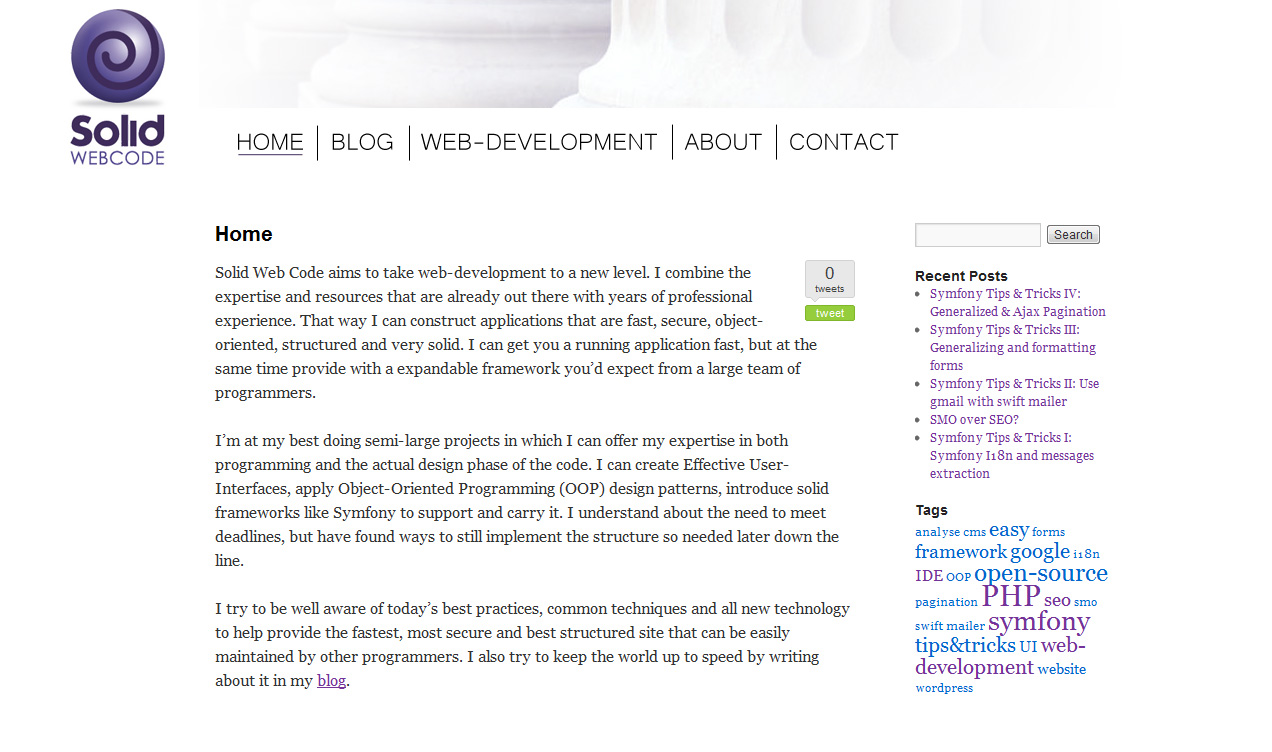 Solid
WEBCODE
HOME
BLOG
WEB-DEVELOPMENT
ABOUT
CONTACT
Home
0
tweets
tweet
Solid Web Code aims to take web-development to a new level. I combine the
expertise and resources that are already out there with years of professional
experience. That way I can construct applications that are fast, secure, object-
oriented, structured and very solid. I can get you a running application fast, but at the
same time provide with a expandable framework you’d expect from a large team of
programmers.
I’m at my best doing semi-large projects in which I can offer my expertise in both
programming and the actual design phase of the code. I can create Effective User-
Interfaces, apply Object-Oriented Programming (OOP) design patterns, introduce solid
frameworks like Symfony to support and carry it. I understand about the need to meet
deadlines, but have found ways to still implement the structure so needed later down the
line.
I try to be well aware of today’s best practices, common techniques and all new technology
to help provide the fastest, most secure and best structured site that can be easily
maintained by other programmers. I also try to keep the world up to speed by writing
about it in my blog.
Search
Recent Posts
Symfony Tips & Tricks IV:
Generalized & Ajax Pagination
Symfony Tips & Tricks III:
Generalizing and formatting
forms
Symfony Tips & Tricks II: Use
gmail with swift mailer
SMO over SEO?
Symfony Tips & Tricks I:
Symfony I18n and messages
extraction
Tags
analyse cms easy forms
framework google i18n
IDE OOP open-source
pagination PHP seo smo
swift mailer symfony
tips&tricks UI web-
development website
wordpress